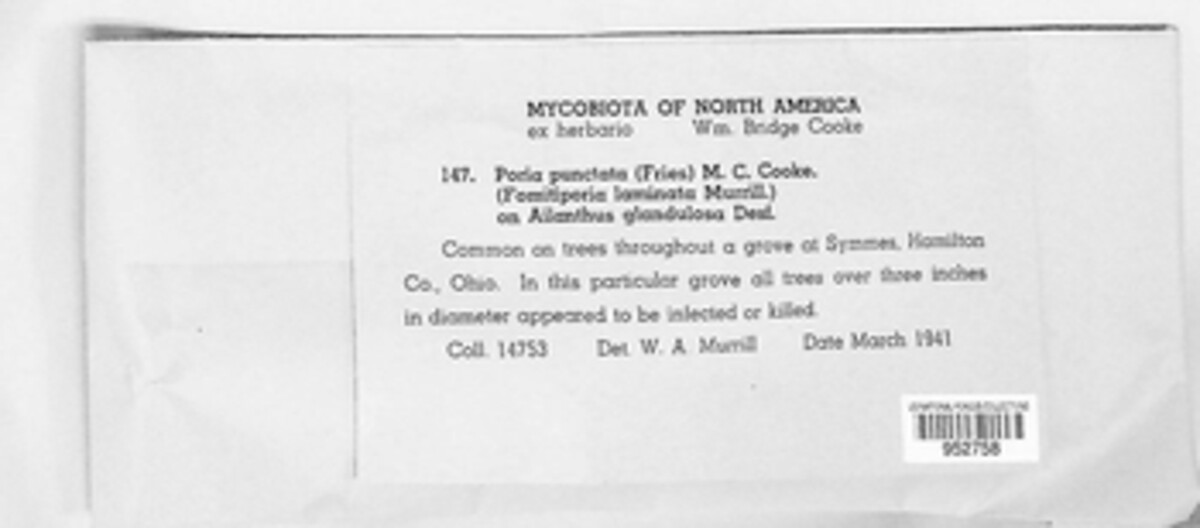 MYCOBIOTA OF NORTH AMERICA
ex herbario Wm. Bridge Cooke
147. Poria punctata (Fries) M. C. Cooke.
(Fomitiporia laminata Murrill.)
on Ailanthus glandulosa Desf.
Common on trees throughout a grove at Symmes, Hamilton
Co., Ohio. In this particular grove all trees over three inches
in diameter appeared to be infected or killed.
Coll. 14753 Det. W. A. Murrill Date March 1941
952758